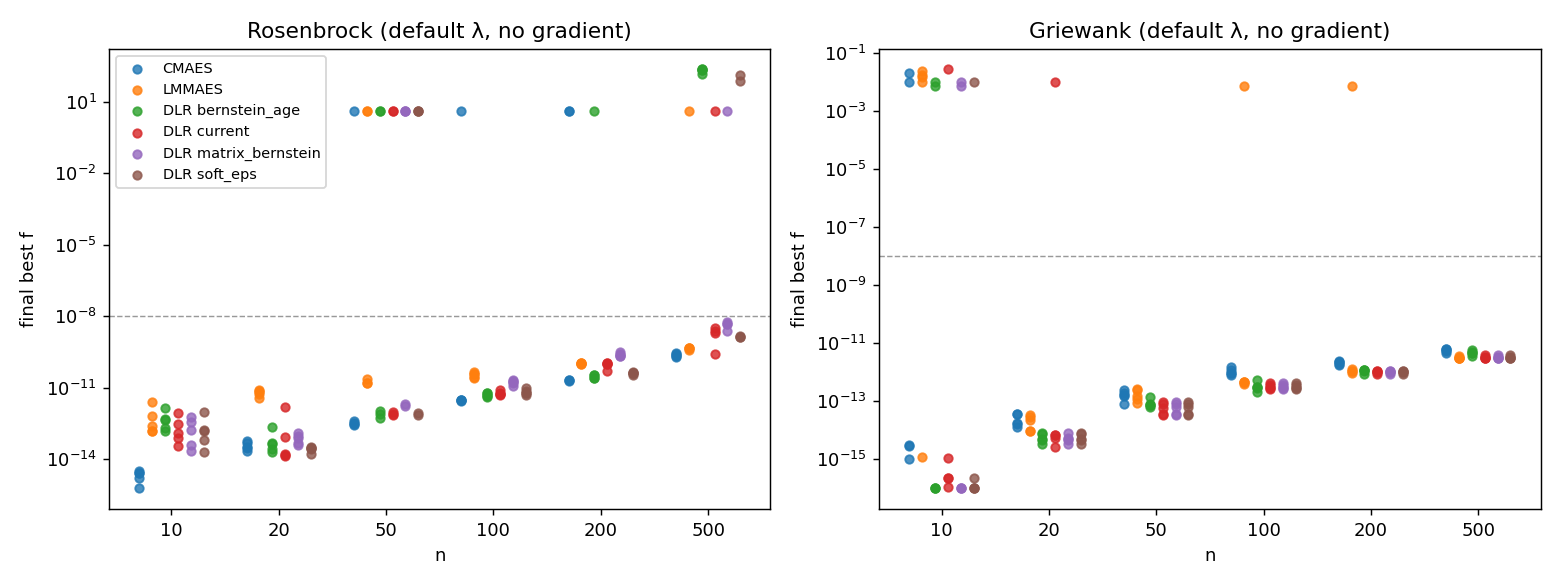 Rosenbrock (default λ, no gradient)
final best f
10¹
10⁻²
10⁻⁵
10⁻⁸
10⁻¹¹
10⁻¹⁴
CMAES
LMMAES
DLR bernstein_age
DLR current
DLR matrix_bernstein
DLR soft_eps
10 20 50 100 200 500
n
Griewank (default λ, no gradient)
final best f
10⁻¹
10⁻³
10⁻⁵
10⁻⁷
10⁻⁹
10⁻¹¹
10⁻¹³
10⁻¹⁵
10 20 50 100 200 500
n